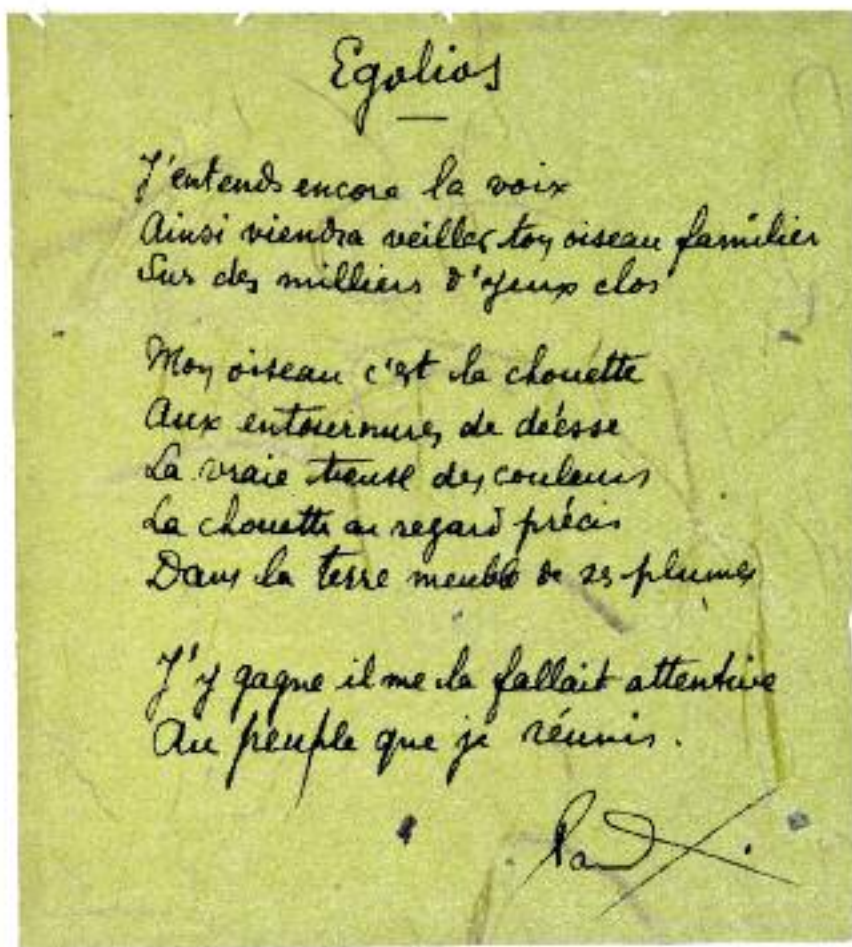 Egolios
J'entends encore la voix
Ainsi viendra veiller ton oiseau familier
Sur des milliers d'yeux clos
Mon oiseau c'est la chouette
Aux entournures de déesse
La vraie des couleurs
La chouette au regard précis
Dans la terre meuble de ses plumes
J'y gagne il me la fallait attentive
Au peuple que je réunis.